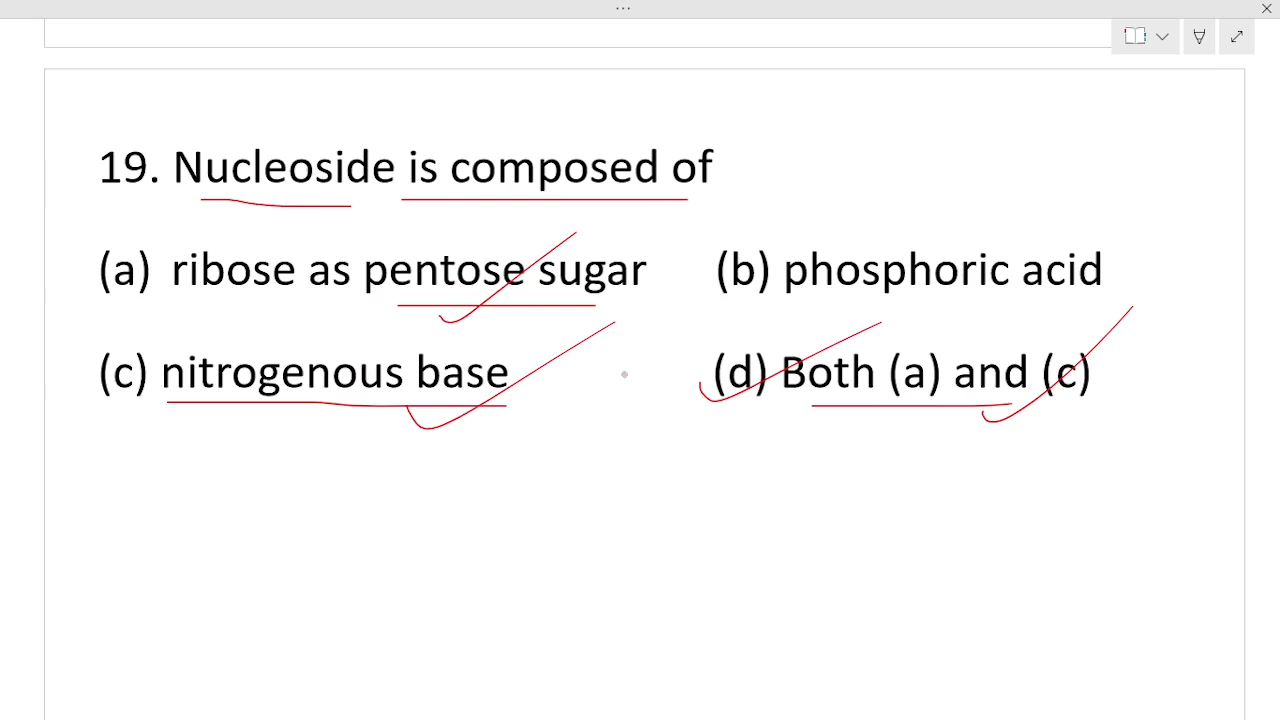 19. Nucleoside is composed of
(a) ribose as pentose sugar (b) phosphoric acid
(c) nitrogenous base (d) Both (a) and (c)